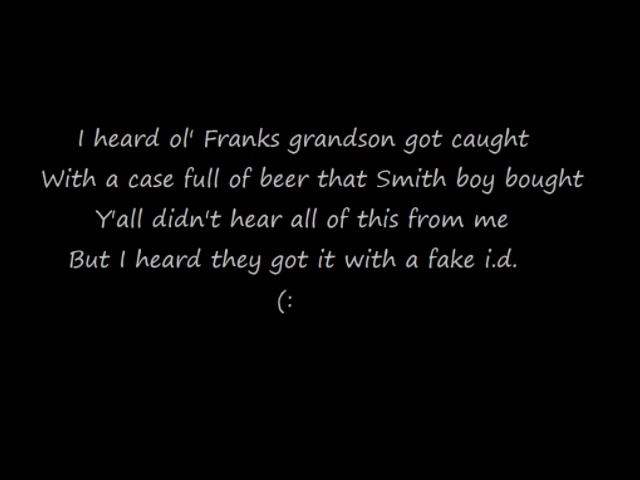 I heard ol' Franks grandson got caught
With a case full of beer that Smith boy bought
Y'all didn't hear all of this from me
But I heard they got it with a fake i.d.
(: